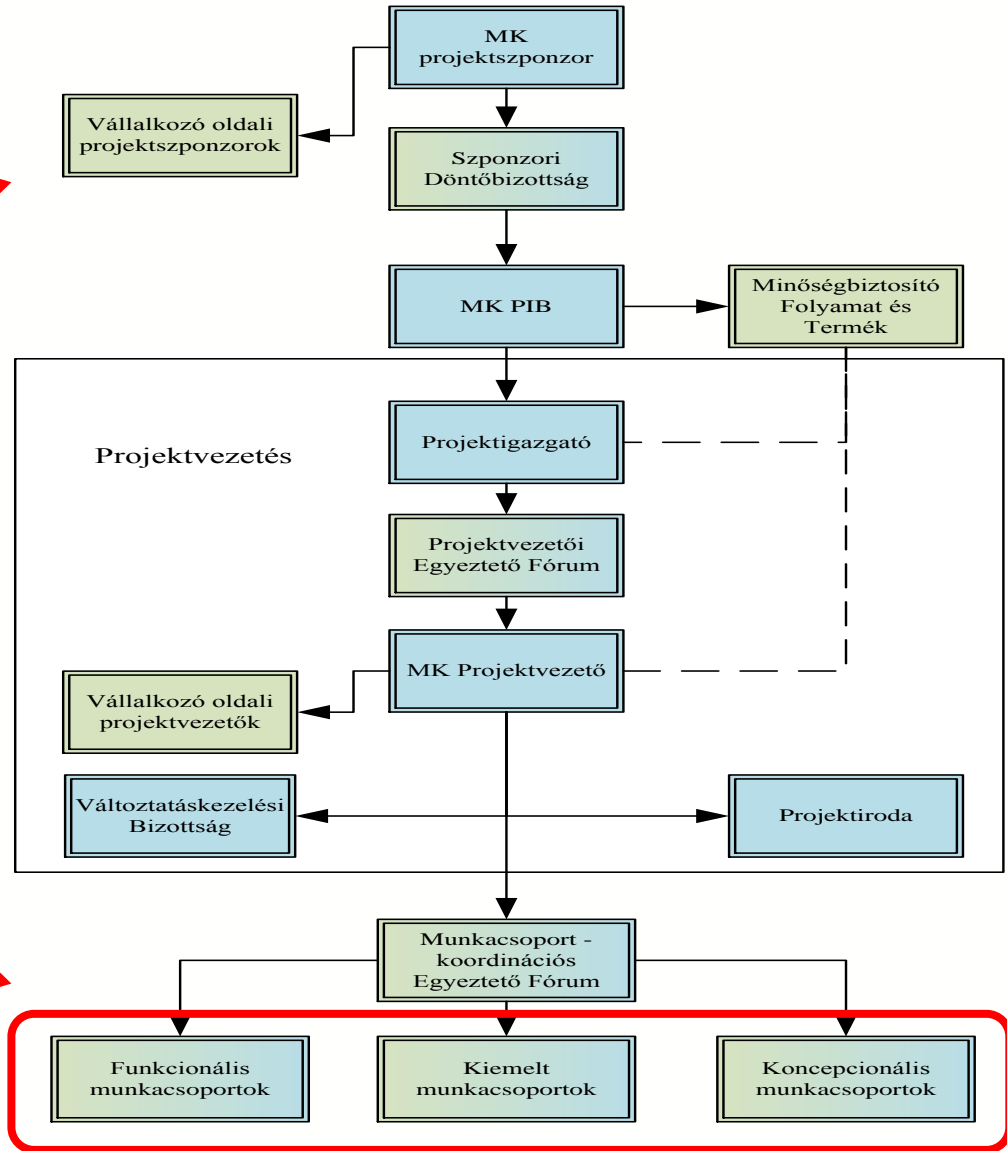 MK
projektszponzor
Vállalkozó oldali
projektszponzorok
Szponzori
Döntőbizottság
MK PIB
Minőségbiztosító
Folyamat és
Termék
Projektvezetés
Projektigazgató
Projektvezetői
Egyeztető Fórum
MK Projektvezető
Vállalkozó oldali
projektvezetők
Változtatáskezelési
Bizottság
Projektiroda
Munkacsoport -
koordinációs
Egyeztető Fórum
Funkcionális
munkacsoportok
Kiemelt
munkacsoportok
Koncepcionális
munkacsoportok